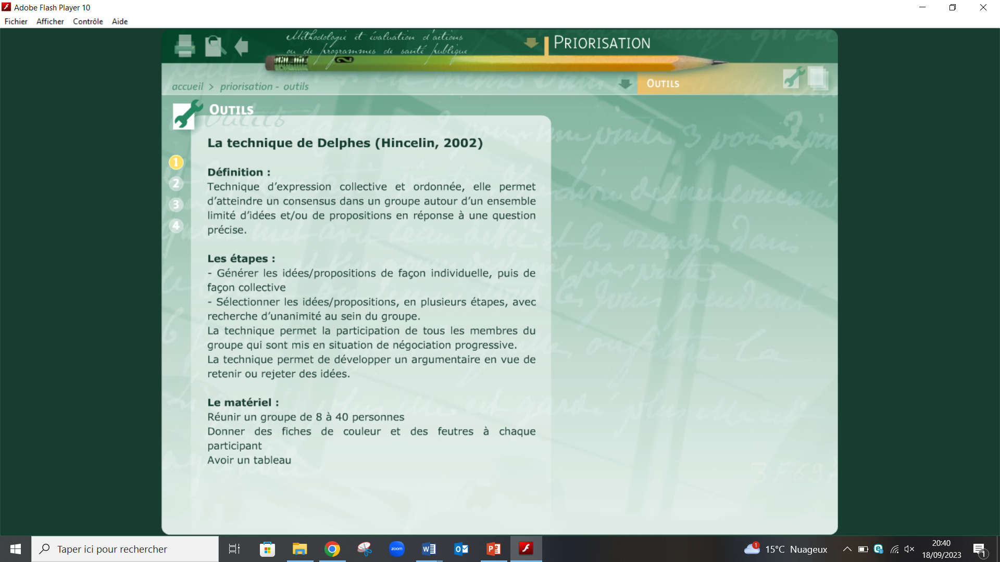 Adobe Flash Player 10
Fichier Afficher Contrôle Aide
Méthodologie et évaluation d'actions
ou de programmes de santé publique
PRIORISATION
accueil > priorisation - outils
OUTILS
OUTILS
Outils
La technique de Delphes (Hincelin, 2002)
1
2
3
4
Définition :
Technique d'expression collective et ordonnée, elle permet
d'atteindre un consensus dans un groupe autour d'un ensemble
limité d'idées et/ou de propositions en réponse à une question
précise.
Les étapes :
- Générer les idées/propositions de façon individuelle, puis de
façon collective
- Sélectionner les idées/propositions, en plusieurs étapes, avec
recherche d'unanimité au sein du groupe.
La technique permet la participation de tous les membres du
groupe qui sont mis en situation de négociation progressive.
La technique permet de développer un argumentaire en vue de
retenir ou rejeter des idées.
Le matériel :
Réunir un groupe de 8 à 40 personnes
Donner des fiches de couleur et des feutres à chaque
participant
Avoir un tableau
Taper ici pour rechercher
zoom
1
15°C Nuageux
20:40
18/09/2023
1